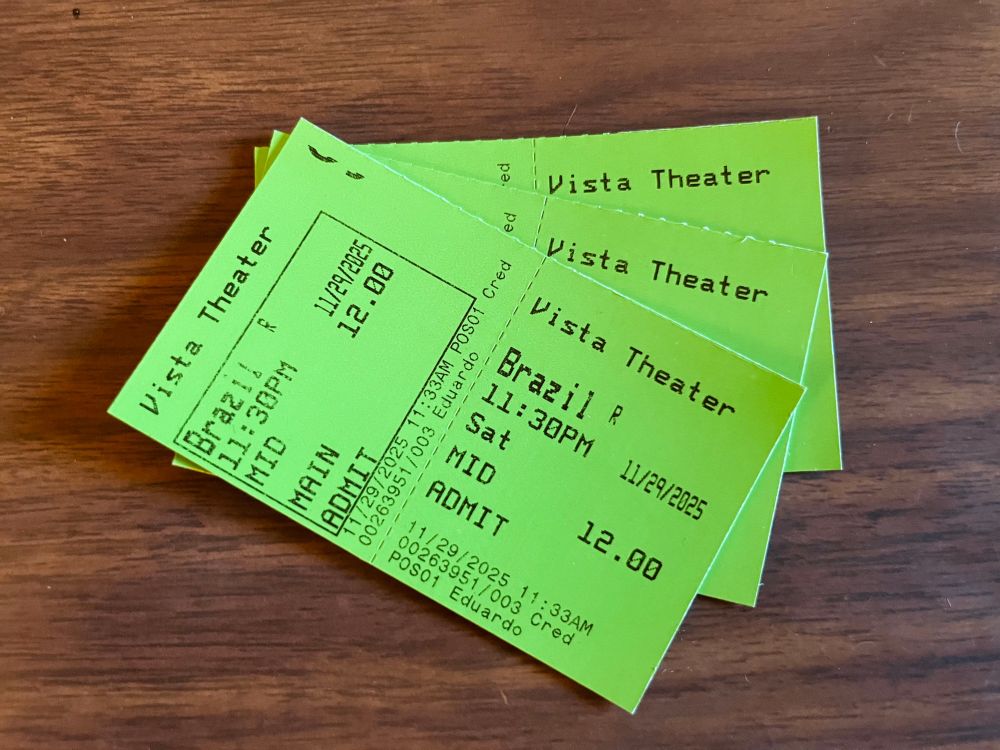 Vista Theater
Brazil R
11:30PM 11/29/2025
MID 12.00
MAIN
ADMIT
11/29/2025 11:33AM POS01 Cred
00263951/003 Eduardo
Vista Theater
Brazil R
11:30PM
Sat 11/29/2025
MID
ADMIT 12.00
11/29/2025 11:33AM
00263951/003 Cred
POS01 Eduardo
ed
Vista Theater
ed
Vista Theater